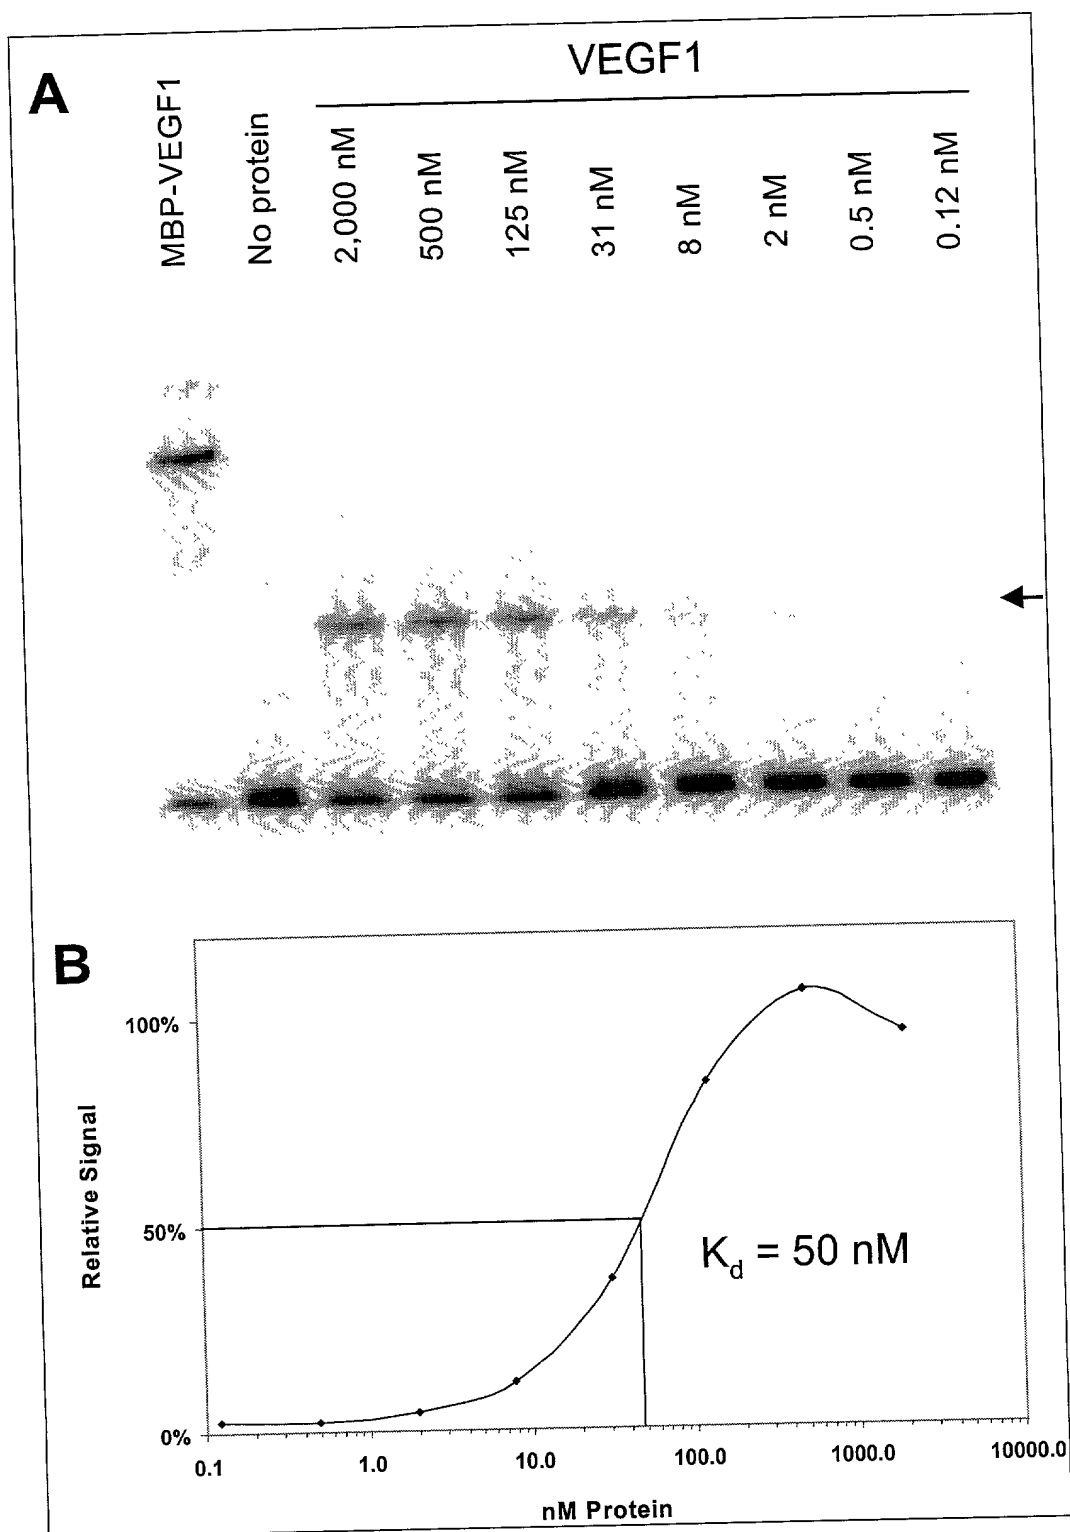 A
VEGF1
MBP-VEGF1
No protein
2,000 nM
500 nM
125 nM
31 nM
8 nM
2 nM
0.5 nM
0.12 nM
B
100%
50%
0%
Relative Signal
Kd = 50 nM
0.1 1.0 10.0 100.0 1000.0 10000.0
nM Protein